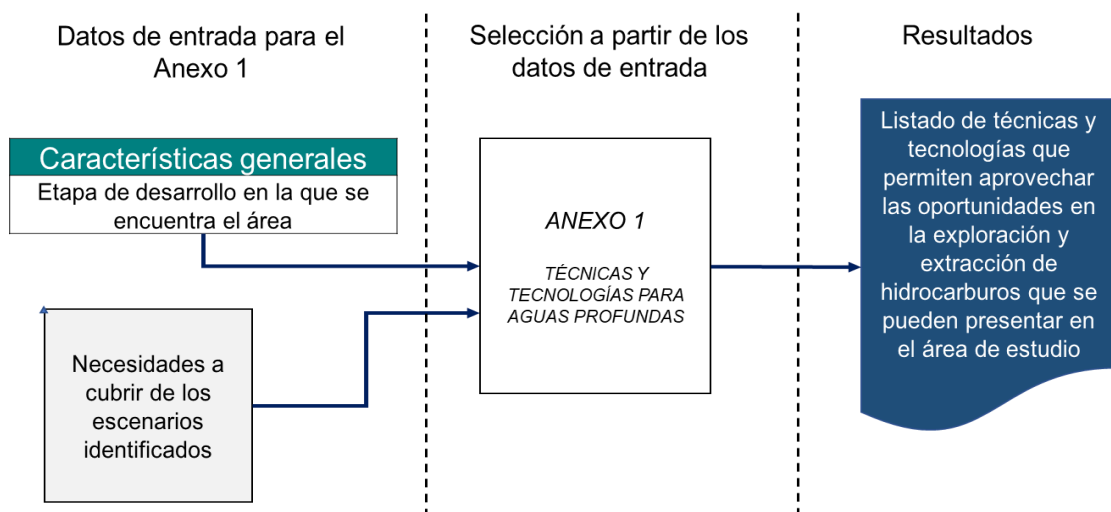 Datos de entrada para el
Anexo 1
Selección a partir de los
datos de entrada
Resultados
Características generales
Etapa de desarrollo en la que se
encuentra el área
Necesidades a
cubrir de los
escenarios
identificados
ANEXO 1
TÉCNICAS Y
TECNOLOGÍAS PARA
AGUAS PROFUNDAS
Listado de técnicas y
tecnologías que
permiten aprovechar
las oportunidades en
la exploración y
extracción de
hidrocarburos que se
pueden presentar en
el área de estudio